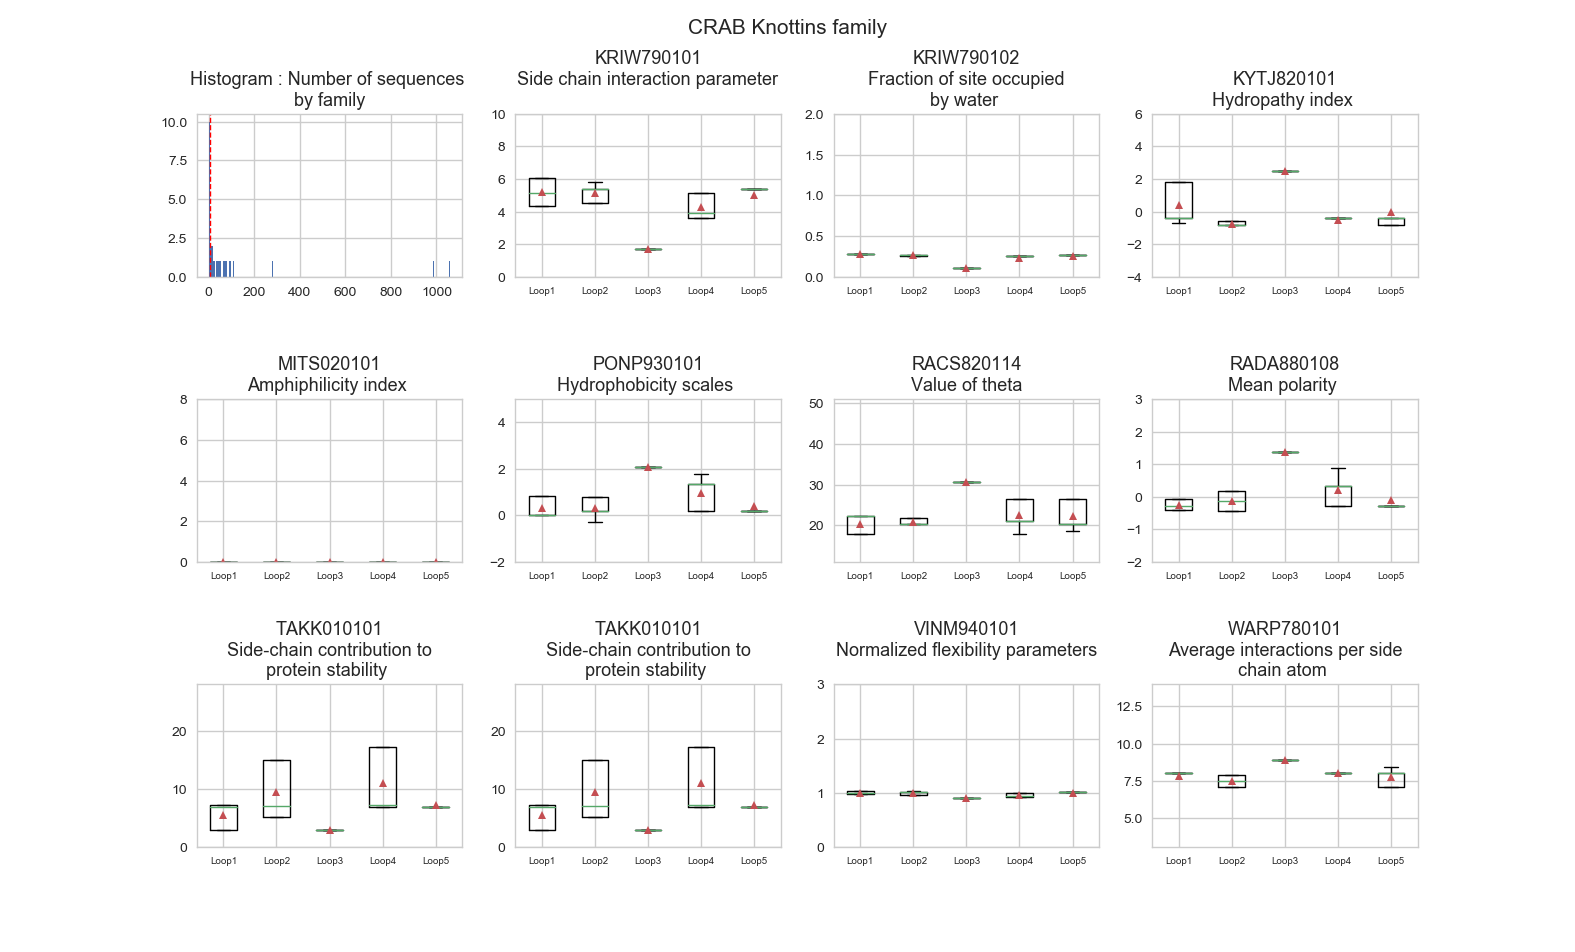 CRAB Knottins family
Histogram : Number of sequences
by family
10.0
7.5
5.0
2.5
0.0
0 200 400 600 800 1000
KRIW790101
Side chain interaction parameter
10
8
6
4
2
0
Loop1 Loop2 Loop3 Loop4 Loop5
KRIW790102
Fraction of site occupied
by water
2.0
1.5
1.0
0.5
0.0
Loop1 Loop2 Loop3 Loop4 Loop5
KYTJ820101
Hydropathy index
6
4
2
0
−2
−4
Loop1 Loop2 Loop3 Loop4 Loop5
MITS020101
Amphiphilicity index
8
6
4
2
0
Loop1 Loop2 Loop3 Loop4 Loop5
PONP930101
Hydrophobicity scales
4
2
0
−2
Loop1 Loop2 Loop3 Loop4 Loop5
RACS820114
Value of theta
50
40
30
20
Loop1 Loop2 Loop3 Loop4 Loop5
RADA880108
Mean polarity
3
2
1
0
−1
−2
Loop1 Loop2 Loop3 Loop4 Loop5
TAKK010101
Side-chain contribution to
protein stability
20
10
0
Loop1 Loop2 Loop3 Loop4 Loop5
TAKK010101
Side-chain contribution to
protein stability
20
10
0
Loop1 Loop2 Loop3 Loop4 Loop5
VINM940101
Normalized flexibility parameters
3
2
1
0
Loop1 Loop2 Loop3 Loop4 Loop5
WARP780101
Average interactions per side
chain atom
12.5
10.0
7.5
5.0
Loop1 Loop2 Loop3 Loop4 Loop5